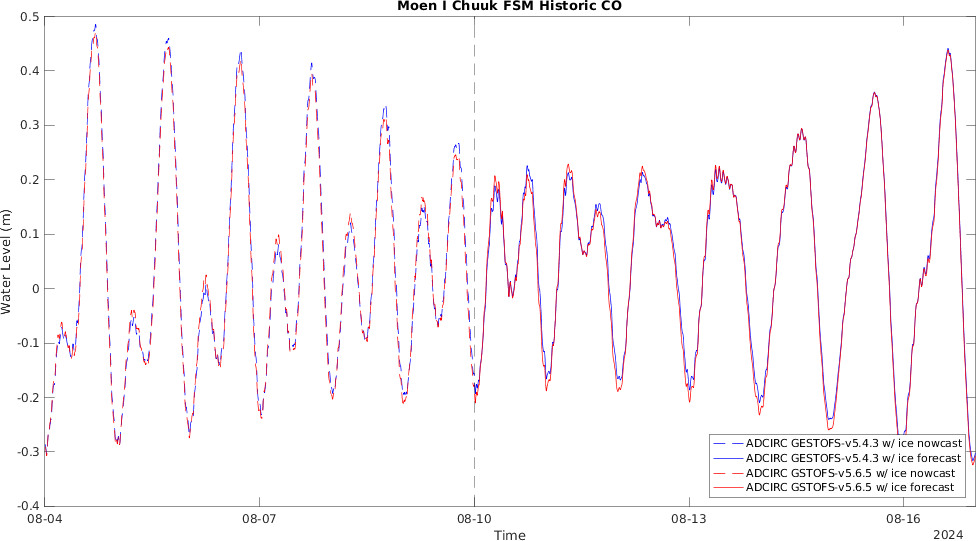 Moen I Chuuk FSM Historic CO
0.5
0.4
0.3
0.2
0.1
0
-0.1
-0.2
-0.3
-0.4
Water Level (m)
ADCIRC GESTOFS-v5.4.3 w/ ice nowcast
ADCIRC GESTOFS-v5.4.3 w/ ice forecast
ADCIRC GSTOFS-v5.6.5 w/ ice nowcast
ADCIRC GSTOFS-v5.6.5 w/ ice forecast
08-04
08-07
08-10
08-13
08-16
Time
2024